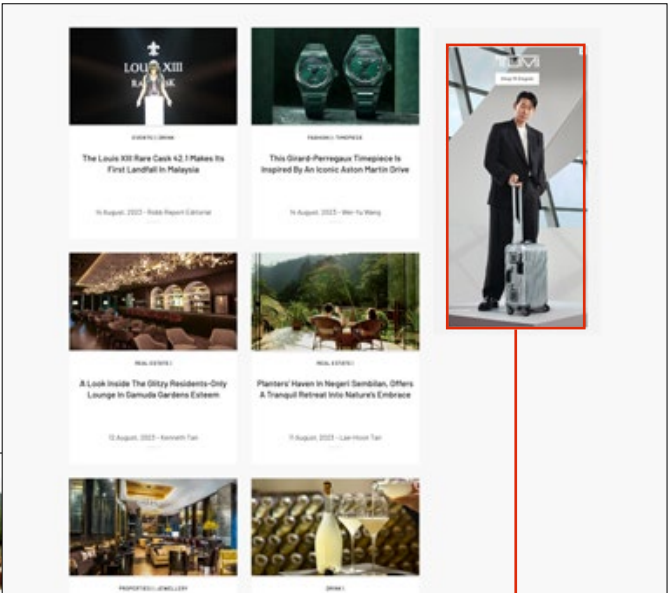 LOUIS XIII
EVENTS | DRINK
The Louis XIII Rare Cask 42.1 Makes Its
First Landfall In Malaysia
14 August, 2023 - Robb Report Editorial
FASHION | TIMEPIECE
This Girard-Perregaux Timepiece Is
Inspired By An Iconic Aston Martin Drive
14 August, 2023 - Wei-Yu Wang
TUMI
REAL ESTATE |
A Look Inside The Glitzy Residents-Only
Lounge In Gamuda Gardens Esteem
12 August, 2023 - Kenneth Tan
REAL ESTATE |
Planters' Haven In Negeri Sembilan, Offers
A Tranquil Retreat Into Nature's Embrace
11 August, 2023 - Lae-Hoon Tan
PROPERTIES | JEWELLERY
DRINK |